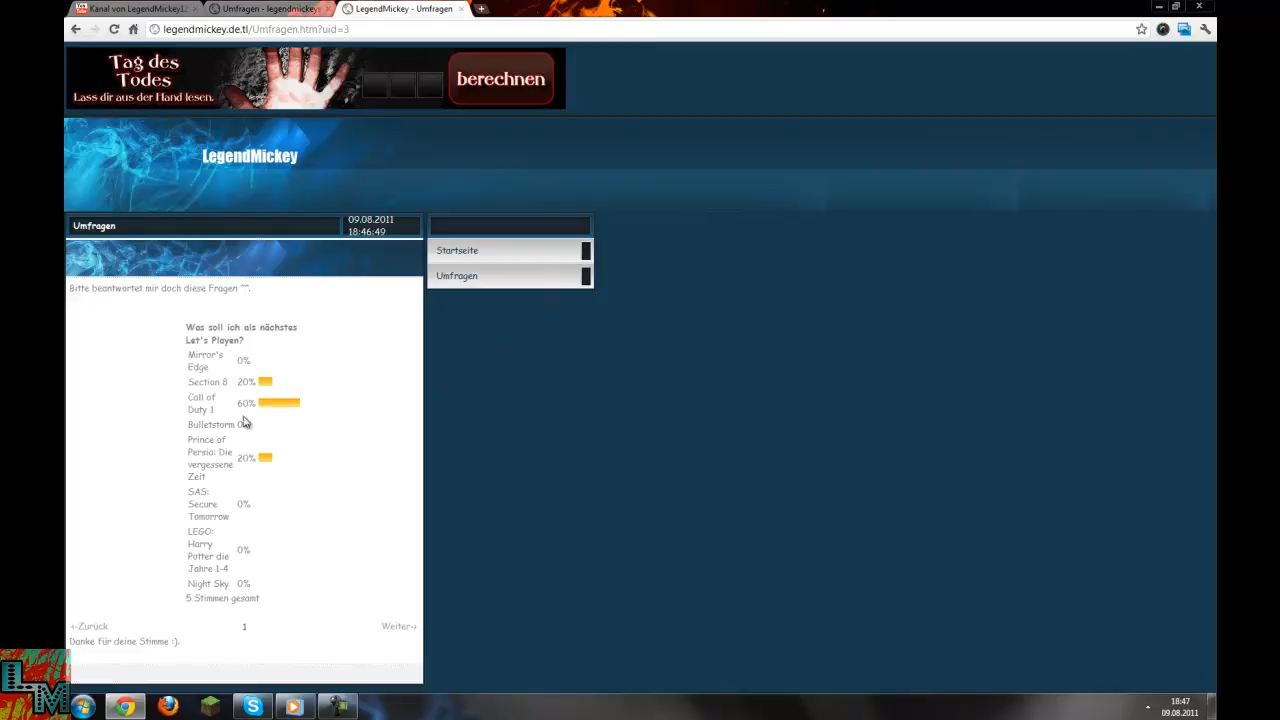 Kanal von LegendMickey1
Umfragen - legendmickeys
LegendMickey - Umfragen
legendmickey.de.tl/Umfragen.htm?uid=3
Tag des
Todes
Lass dir aus der Hand lesen.
berechnen
LegendMickey
Umfragen
09.08.2011
18:46:49
Startseite
Umfragen
Bitte beantwortet mir doch diese Fragen ^^.
Was soll ich als nächstes
Let's Playen?
Mirror's
Edge 0%
Section 8 20%
Call of
Duty 1 60%
Bulletstorm
Prince of
Persia: Die
vergessene 20%
Zeit
SAS:
Secure 0%
Tomorrow
LEGO:
Harry
Potter die 0%
Jahre 1-4
Night Sky 0%
5 Stimmen gesamt
<-Zurück 1 Weiter->
Danke für deine Stimme :).
LM
18:47
09.08.2011